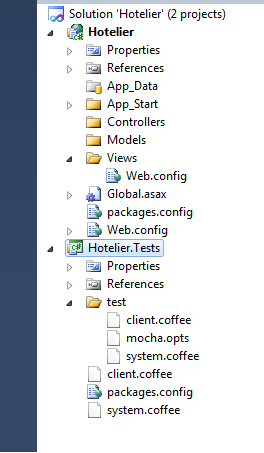 Solution 'Hotelier' (2 projects)
Hotelier
Properties
References
App_Data
App_Start
Controllers
Models
Views
Web.config
Global.asax
packages.config
Web.config
Hotelier.Tests
Properties
References
test
client.coffee
mocha.opts
system.coffee
client.coffee
packages.config
system.coffee